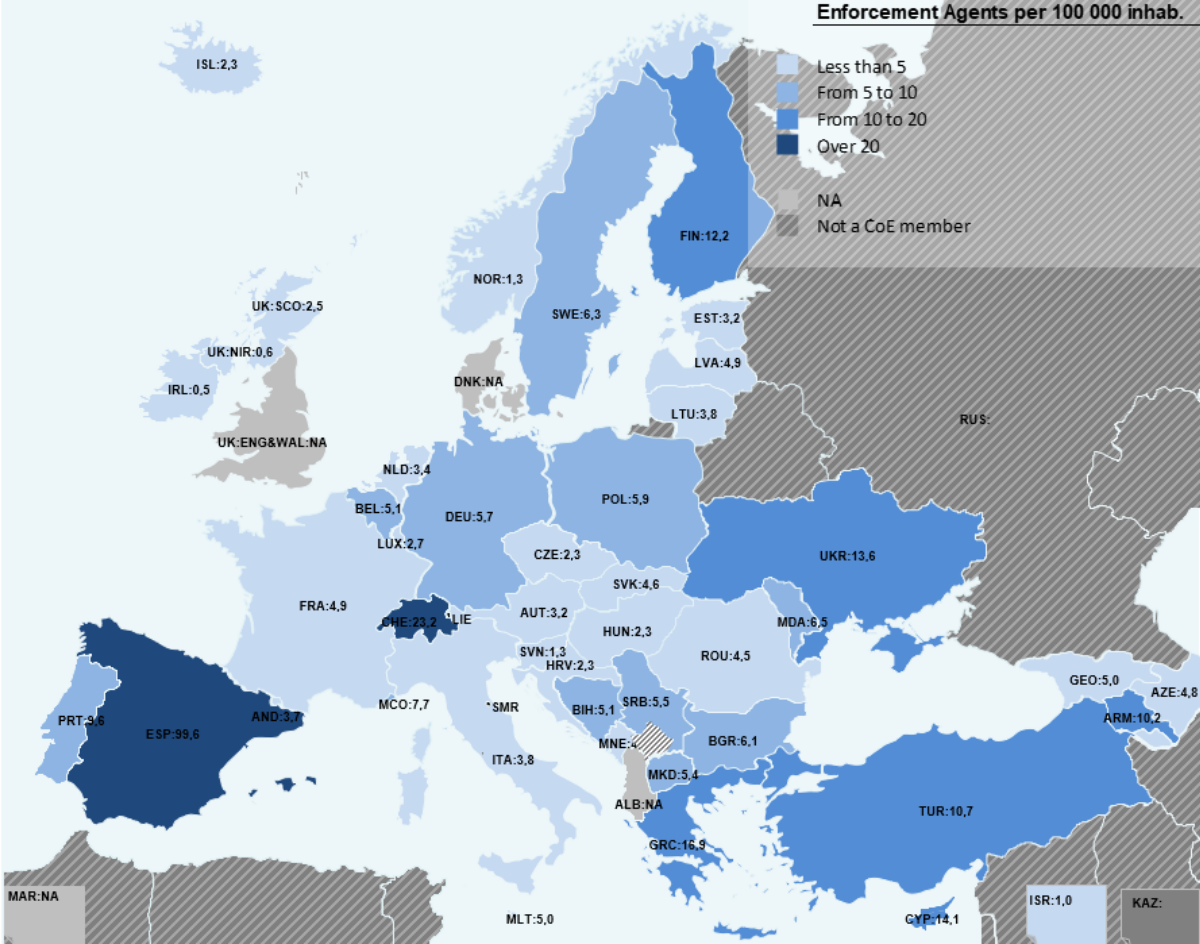 Enforcement Agents per 100 000 inhab.
Less than 5
From 5 to 10
From 10 to 20
Over 20
NA
Not a CoE member
ISL:2,3
FIN:12,2
NOR:1,3
UK:SCO:2,5
SWE:6,3
EST:3,2
UK:NIR:0,6
LVA:4,9
DNK:NA
IRL:0,5
LTU:3,8
RUS:
UK:ENG&WAL:NA
NLD:3,4
POL:5,9
BEL:5,1
DEU:5,7
LUX:2,7
CZE:2,3
UKR:13,6
SVK:4,6
FRA:4,9
AUT:3,2
CHE:23,2
LIE
MDA:6,5
HUN:2,3
SVN:1,3
ROU:4,5
HRV:2,3
GEO:5,0
AZE:4,8
MCO:7,7
SRB:5,5
SMR
BIH:5,1
AND:3,7
PRT:9,6
ARM:10,2
ESP:99,6
MNE:4
BGR:6,1
ITA:3,8
MKD:5,4
ALB:NA
TUR:10,7
GRC:16,9
MAR:NA
ISR:1,0
KAZ:
MLT:5,0
CYP:14,1